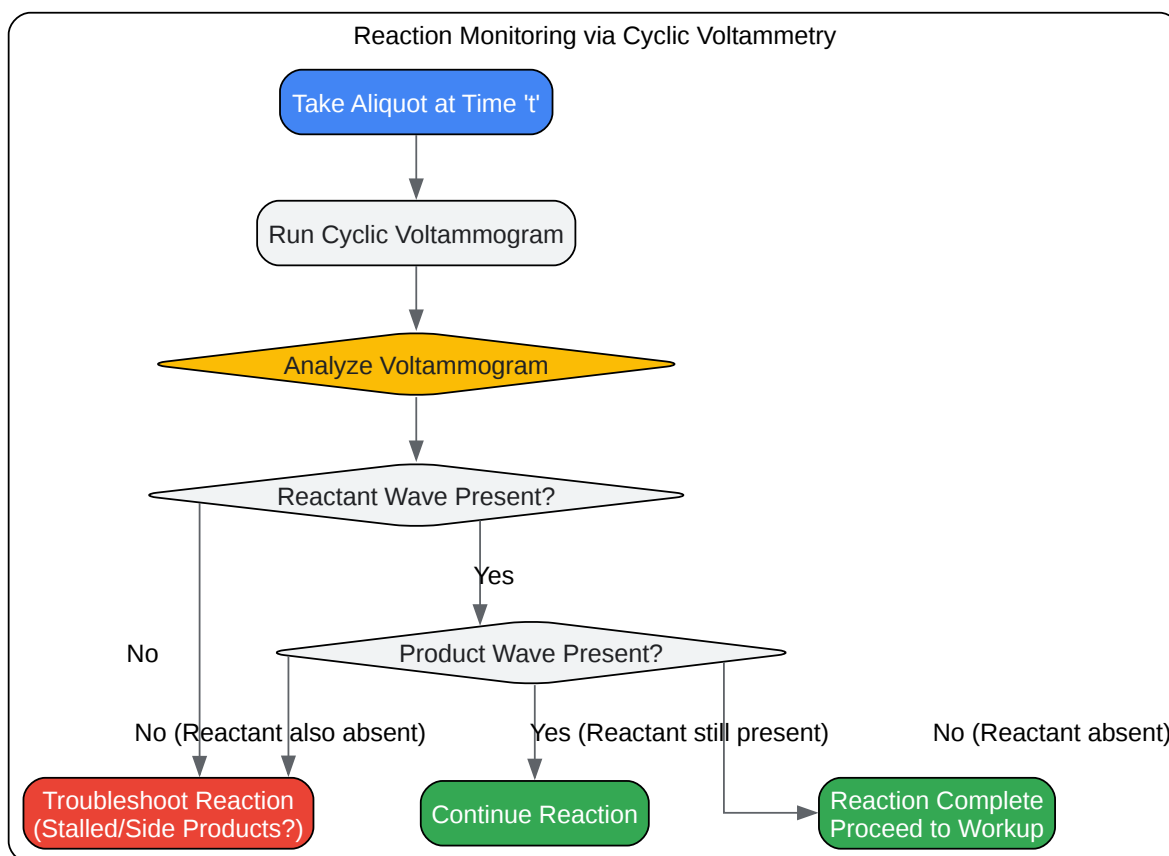 Reaction Monitoring via Cyclic Voltammetry
Take Aliquot at Time 't'
Run Cyclic Voltammogram
Analyze Voltammogram
Reactant Wave Present?
Yes
No
Product Wave Present?
No (Reactant also absent)
Yes (Reactant still present)
No (Reactant absent)
Troubleshoot Reaction
(Stalled/Side Products?)
Continue Reaction
Reaction Complete
Proceed to Workup